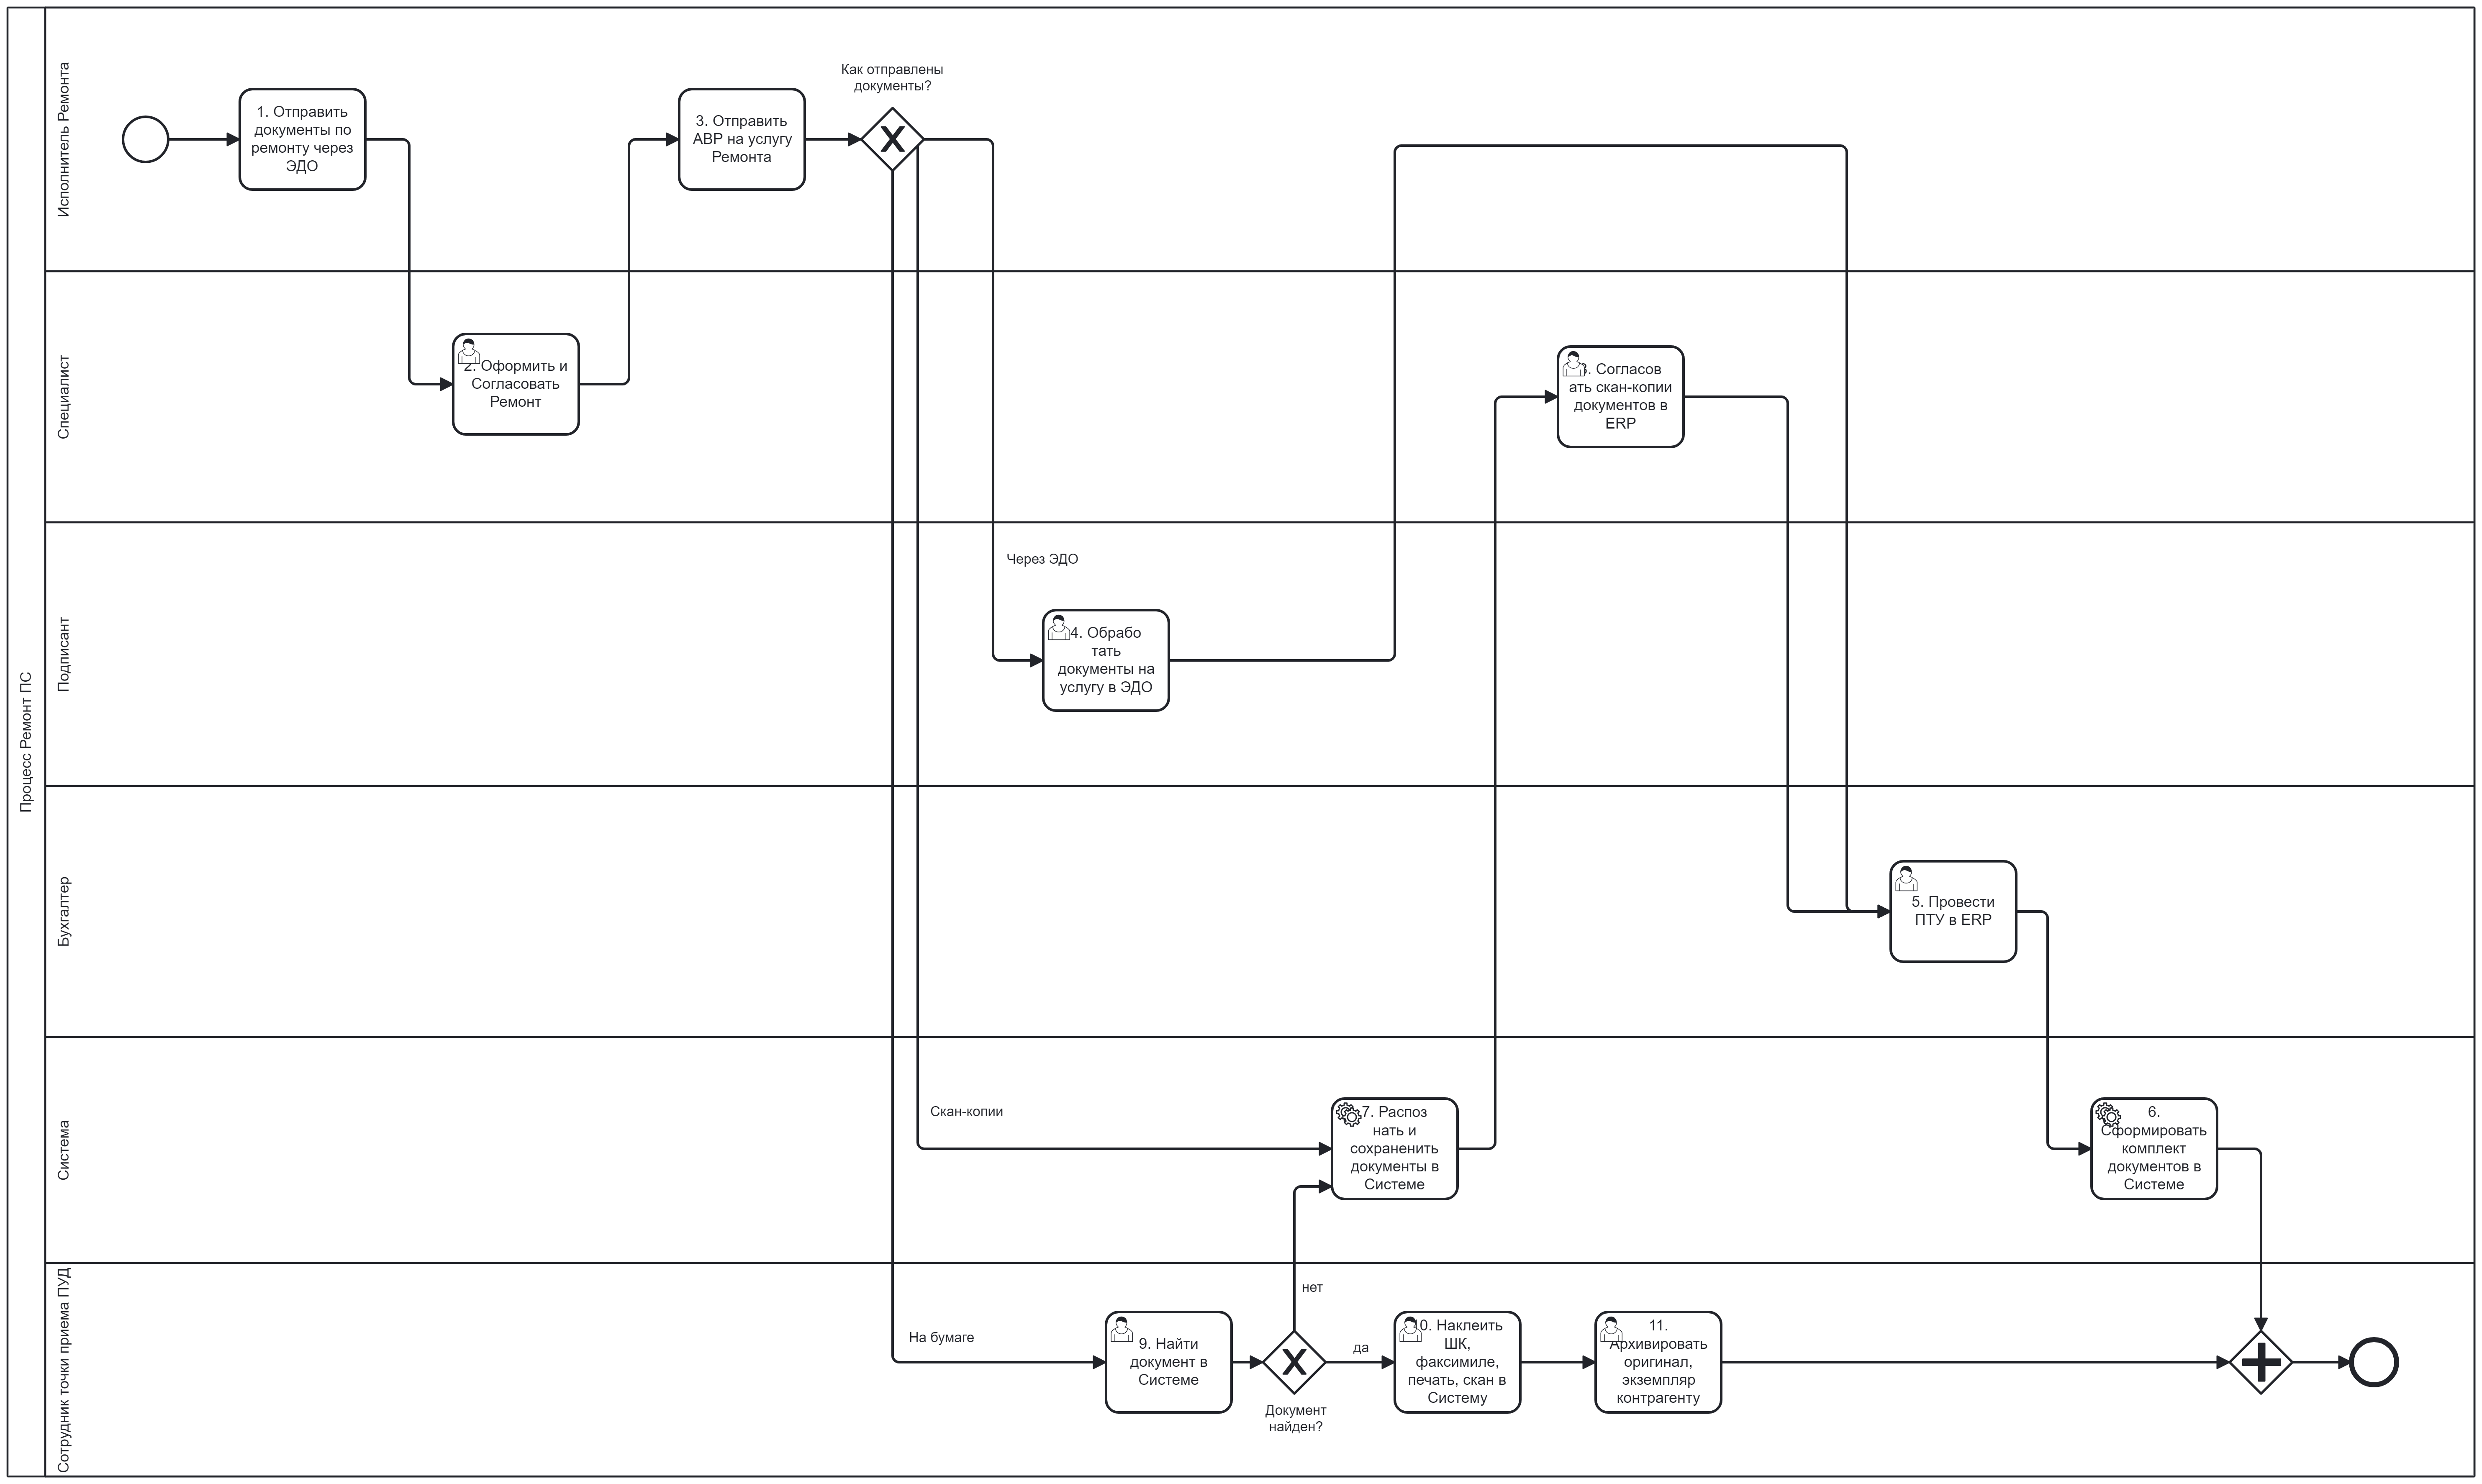 Процесс Ремонт ПС
Исполнитель Ремонта
1. Отправить
документы по
ремонту через
ЭДО
3. Отправить
АВР на услугу
Ремонта
Как отправлены
документы?
Специалист
2. Оформить и
Согласовать
Ремонт
3. Согласов
ать скан-копии
документов в
ERP
Подписант
Через ЭДО
4. Обрабо
тать
документы на
услугу в ЭДО
Бухгалтер
5. Провести
ПТУ в ERP
Система
Скан-копии
7. Распоз
нать и
сохраненить
документы в
Системе
6.
Сформировать
комплект
документов в
Системе
Сотрудник точки приема ПУД
На бумаге
9. Найти
документ в
Системе
нет
да
Документ
найден?
10. Наклеить
ШК,
факсимиле,
печать, скан в
Систему
11.
Архивировать
оригинал,
экземпляр
контрагенту